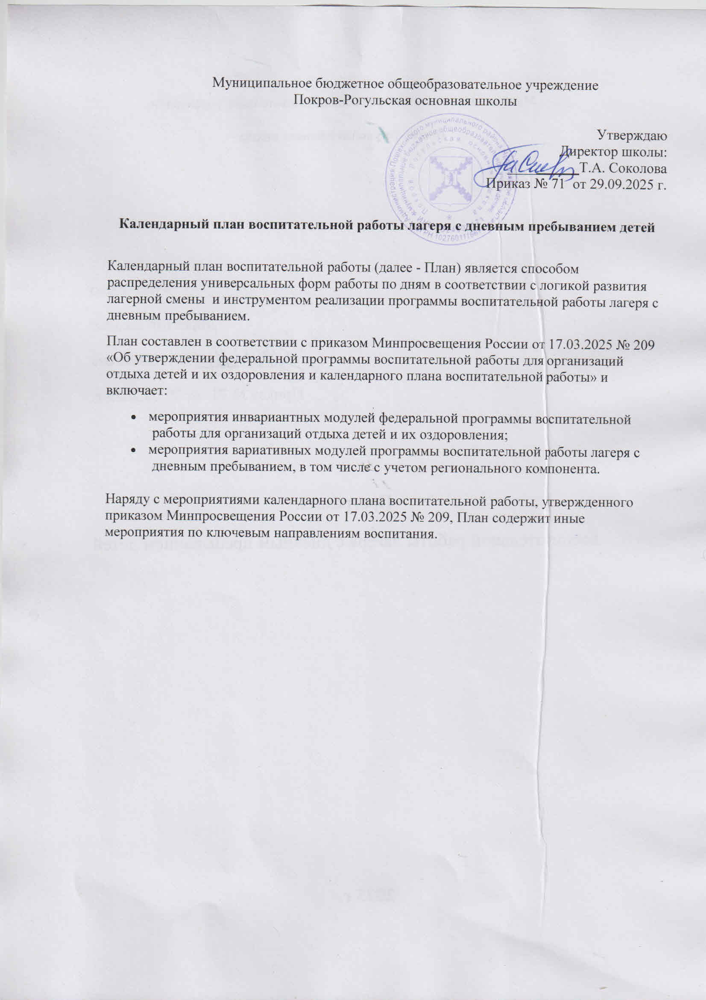 Муниципальное бюджетное общеобразовательное учреждение
Покров-Рогульская основная школы
Утверждаю
Директор школы:
Т.А. Соколова
Приказ № 71 от 29.09.2025 г.
Календарный план воспитательной работы лагеря с дневным пребыванием детей
Календарный план воспитательной работы (далее - План) является способом
распределения универсальных форм работы по дням в соответствии с логикой развития
лагерной смены и инструментом реализации программы воспитательной работы лагеря с
дневным пребыванием.
План составлен в соответствии с приказом Минпросвещения России от 17.03.2025 № 209
«Об утверждении федеральной программы воспитательной работы для организаций
отдыха детей и их оздоровления и календарного плана воспитательной работы» и
включает:
• мероприятия инвариантных модулей федеральной программы воспитательной
работы для организаций отдыха детей и их оздоровления;
• мероприятия вариативных модулей программы воспитательной работы лагеря с
дневным пребыванием, в том числе с учетом регионального компонента.
Наряду с мероприятиями календарного плана воспитательной работы, утвержденного
приказом Минпросвещения России от 17.03.2025 № 209, План содержит иные
мероприятия по ключевым направлениям воспитания.